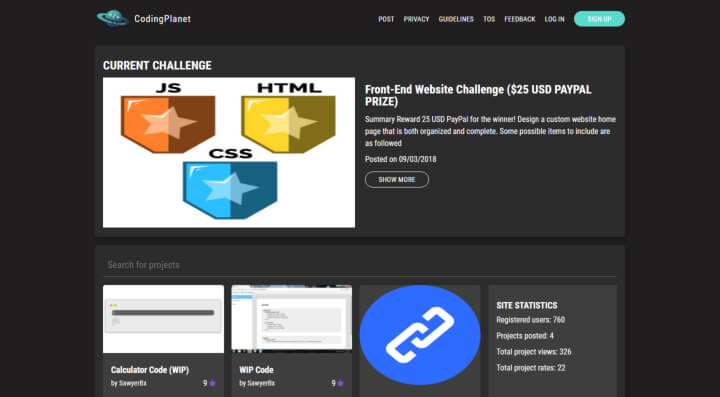 CodingPlanet
POST PRIVACY GUIDELINES TOS FEEDBACK LOG IN SIGN UP
CURRENT CHALLENGE
JS
HTML
CSS
Front-End Website Challenge ($25 USD PAYPAL
PRIZE)
Summary Reward 25 USD PayPal for the winner! Design a custom website home
page that is both organized and complete. Some possible items to include are
as followed
Posted on 09/03/2018
SHOW MORE
Search for projects
Calculator Code (WIP)
by SawyerBx 9
WIP Code
by SawyerBx 9
SITE STATISTICS
Registered users: 760
Projects posted: 4
Total project views: 326
Total project rates: 22